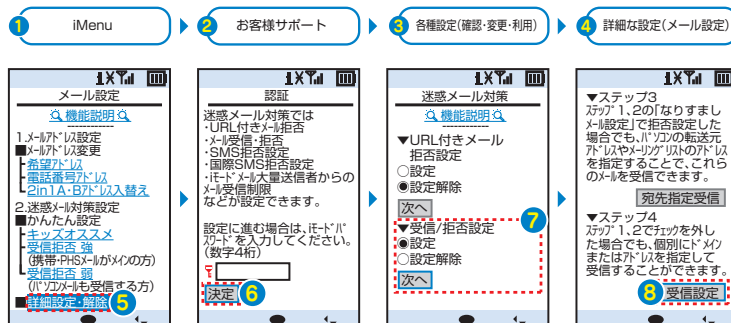 1 iMenu
2 お客様サポート
3 各種設定(確認・変更・利用)
4 詳細な設定(メール設定)
メール設定
機能説明
1.メールアドレス設定
■メールアドレス変更
希望アドレス
電話番号アドレス
2in1A・Bアドレス入替え
2.迷惑メール対策設定
■かんたん設定
キッズオススメ
受信拒否 強
(携帯・PHSメールがメインの方)
受信拒否 弱
(パソコンメールも受信する方)
■詳細設定・解除 5
認証
迷惑メール対策では
・URL付きメール拒否
・メール受信・拒否
・SMS拒否設定
・国際SMS拒否設定
・iモードメール大量送信者からの
メール受信制限
などが設定できます。
設定に進む場合は、iモードパ
スワードを入力してください。
(数字4桁)
決定 6
迷惑メール対策
機能説明
▼URL付きメール
拒否設定
○設定
◉設定解除
次へ
7
▼受信/拒否設定
◉設定
○設定解除
次へ
▼ステップ3
ステップ1,2の「なりすまし
メール設定」で拒否設定した
場合でも、パソコンの転送元
アドレスやメーリングリストのアドレス
を指定することで、これら
のメールを受信できます。
宛先指定受信
▼ステップ4
ステップ1,2でチェックを外し
た場合でも、個別にドメイン
またはアドレスを指定して
受信することができます。
8 受信設定